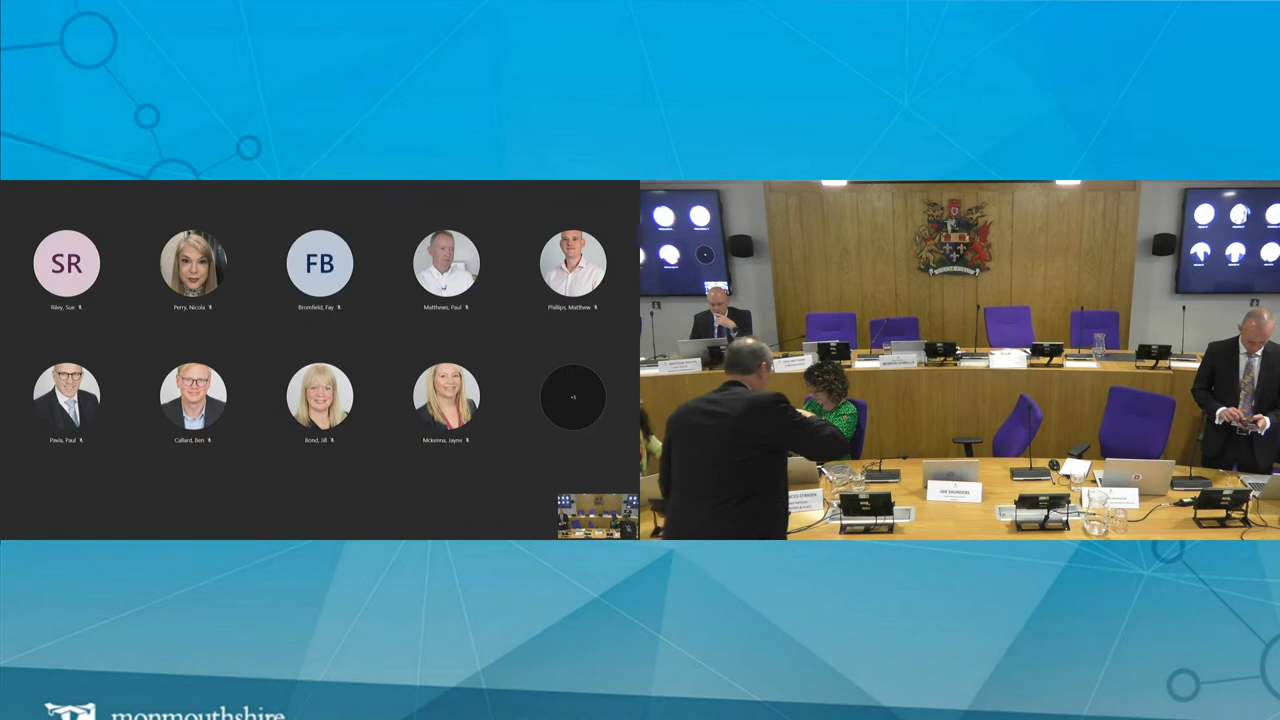 SR
FB
Riley, Sue
Perry, Nicola
Bromfield, Fay
Matthews, Paul
Phillips, Matthew
Pavia, Paul
Callard, Ben
Bond, Jill
Mckenna, Jayne
+5
IAN SAUNDERS
monmouthshire